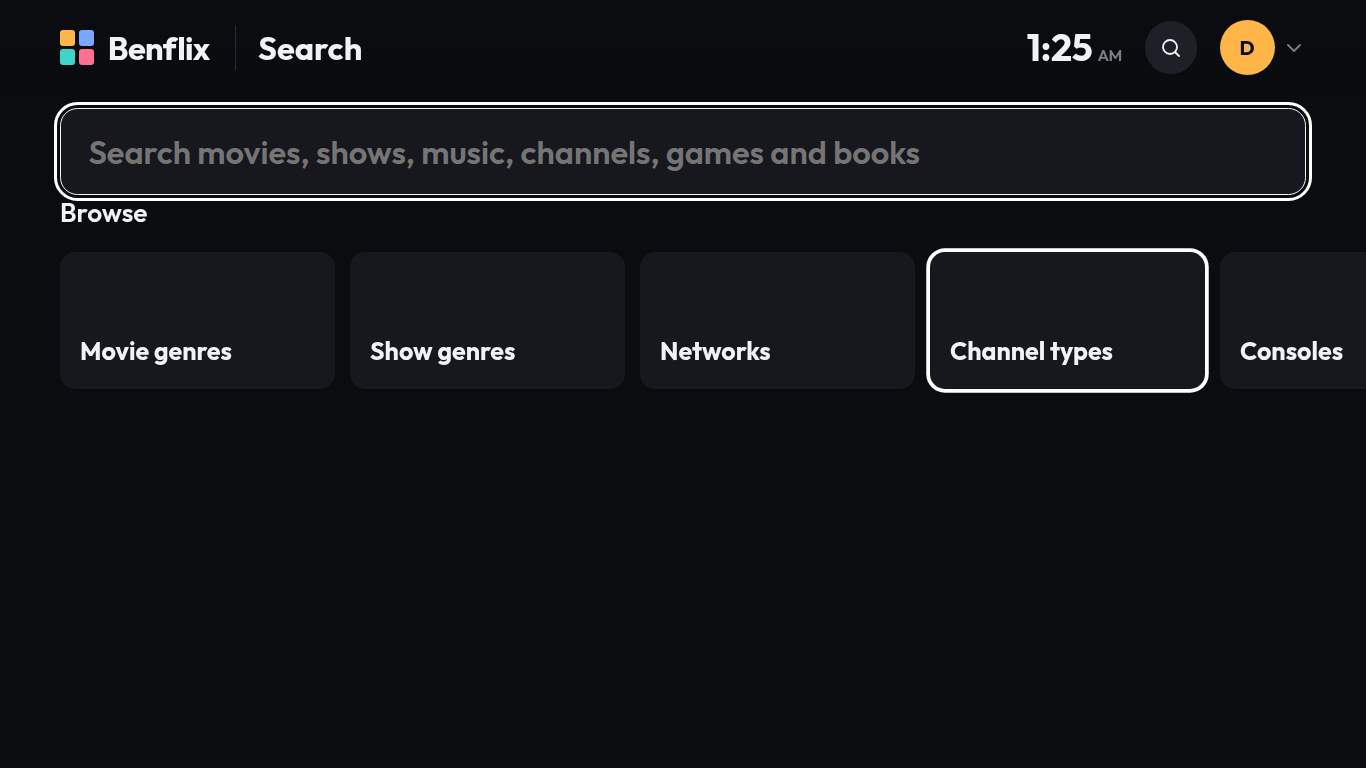 Benflix
Search
1:25 AM
D
Search movies, shows, music, channels, games and books
Browse
Movie genres
Show genres
Networks
Channel types
Consoles